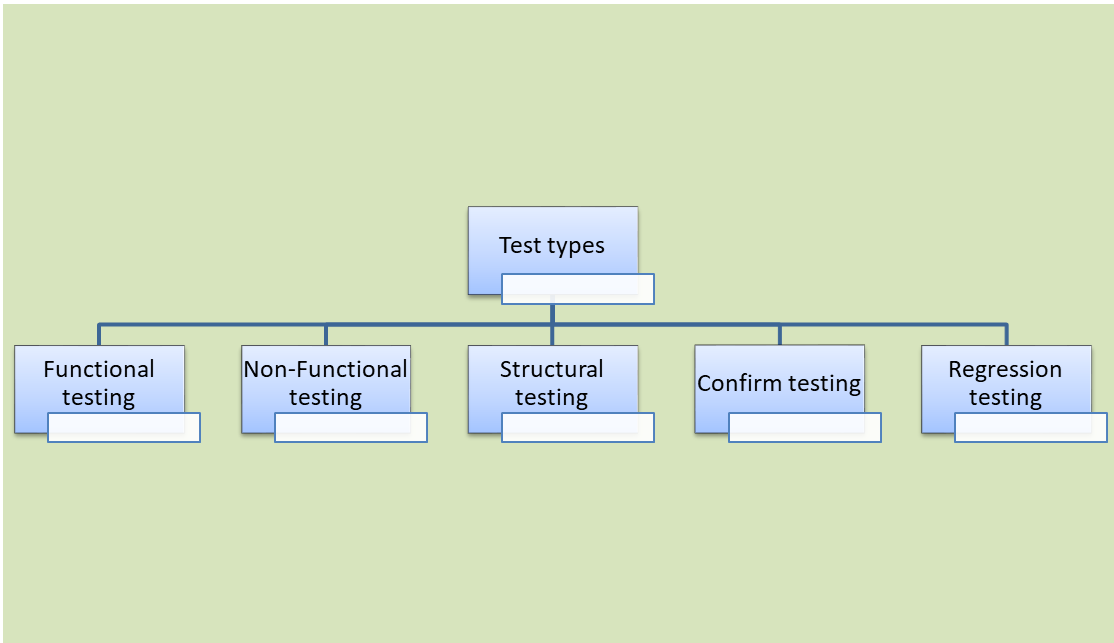 Test types
Functional
testing
Non-Functional
testing
Structural
testing
Confirm testing
Regression
testing